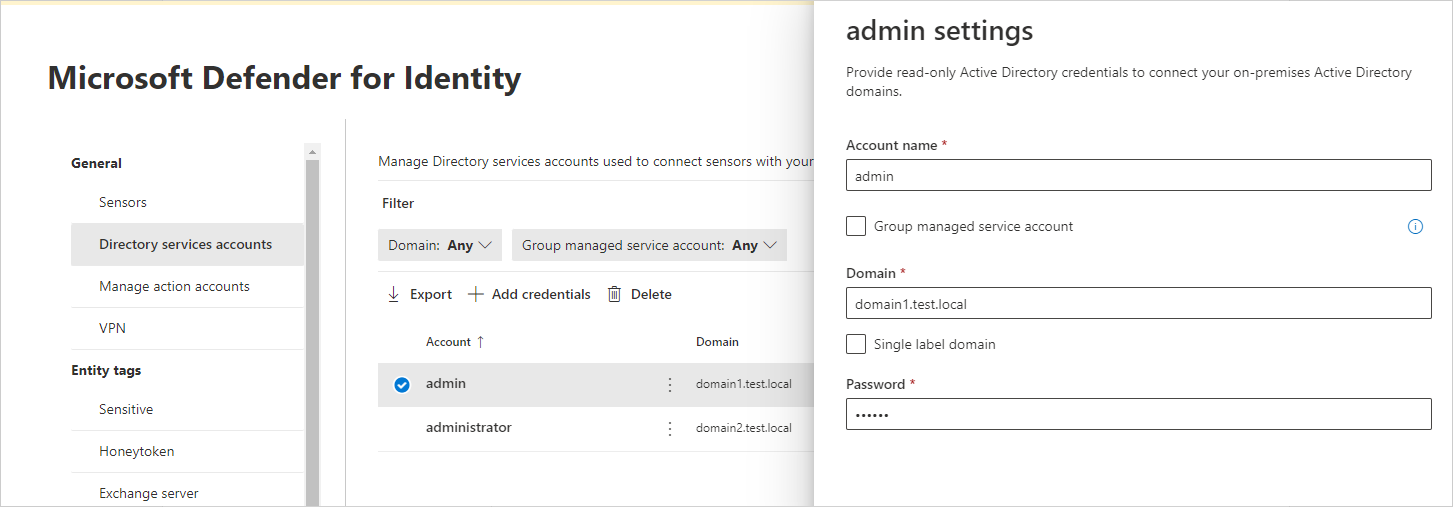 Microsoft Defender for Identity
General
Sensors
Directory services accounts
Manage action accounts
VPN
Entity tags
Sensitive
Honeytoken
Exchange server
Manage Directory services accounts used to connect sensors with your
Filter
Domain: Any
Group managed service account: Any
Export
Add credentials
Delete
Account ↑ Domain
admin domain1.test.local
administrator domain2.test.local
admin settings
Provide read-only Active Directory credentials to connect your on-premises Active Directory
domains.
Account name *
admin
Group managed service account
Domain *
domain1.test.local
Single label domain
Password *
••••••